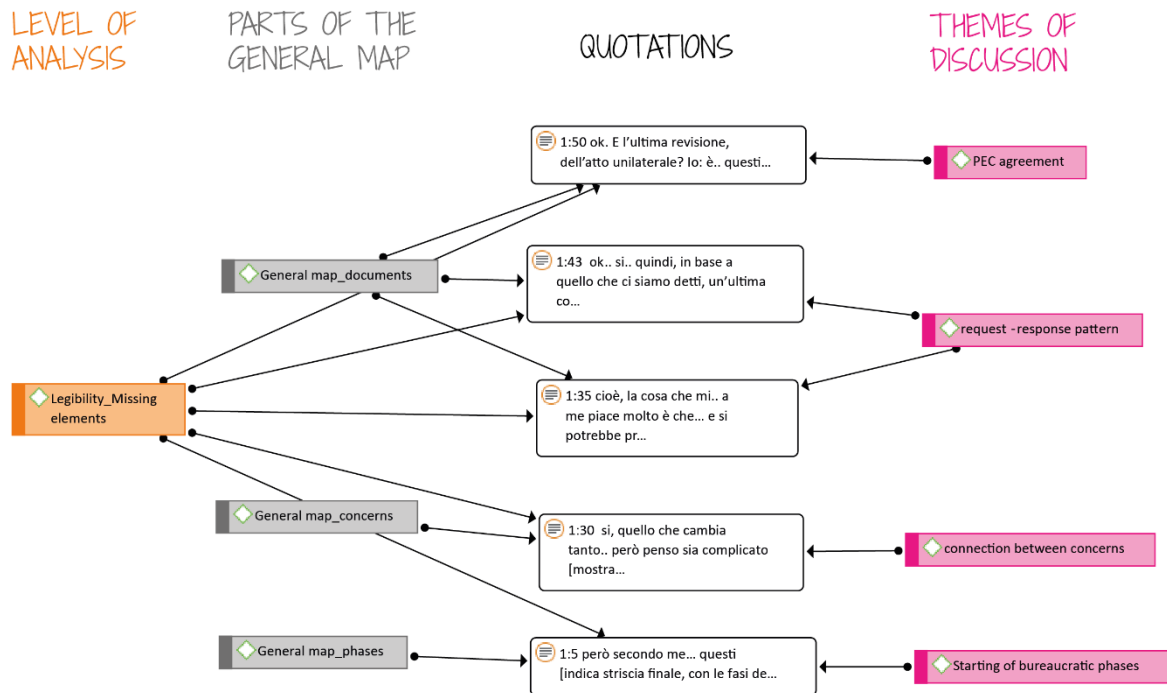 LEVEL OF
ANALYSIS
PARTS OF THE
GENERAL MAP
QUOTATIONS
THEMES OF
DISCUSSION
1:50 ok. E l'ultima revisione,
dell'atto unilaterale? Io: è.. questi...
PEC agreement
General map_documents
1:43 ok.. si.. quindi, in base a
quello che ci siamo detti, un'ultima
co...
request -response pattern
Legibility_Missing
elements
1:35 cioè, la cosa che mi.. a
me piace molto è che... e si
potrebbe pr...
General map_concerns
1:30 si, quello che cambia
tanto.. però penso sia complicato
[mostra...
connection between concerns
General map_phases
1:5 però secondo me... questi
[indica striscia finale, con le fasi de...
Starting of bureaucratic phases